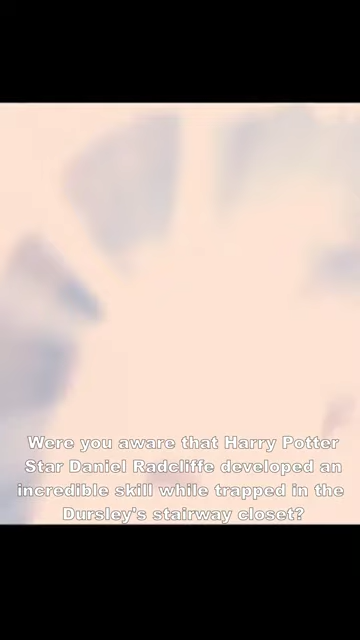 Were you aware that Harry Potter
Star Daniel Radcliffe developed an
incredible skill while trapped in the
Dursley's stairway closet?